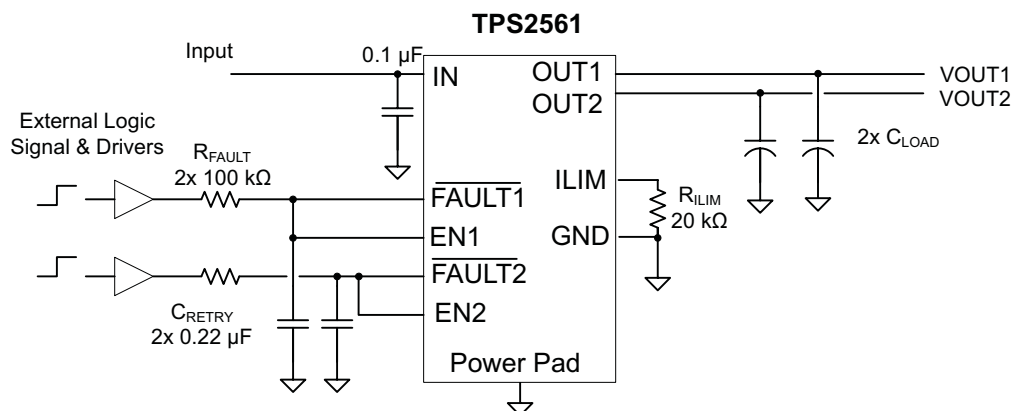 TPS2561
Input
0.1 µF
IN
OUT1
OUT2
VOUT1
VOUT2
External Logic
Signal & Drivers
RFAULT
2x 100 kΩ
2x CLOAD
FAULT1
EN1
FAULT2
EN2
ILIM
GND
RILIM
20 kΩ
CRETRY
2x 0.22 µF
Power Pad